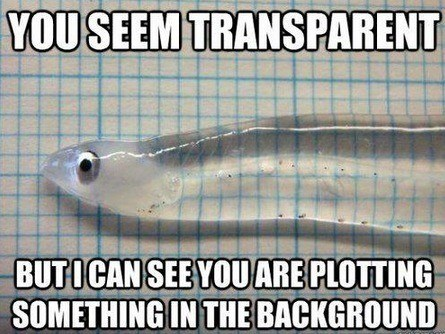 YOU SEEM TRANSPARENT
BUT I CAN SEE YOU ARE PLOTTING
SOMETHING IN THE BACKGROUND